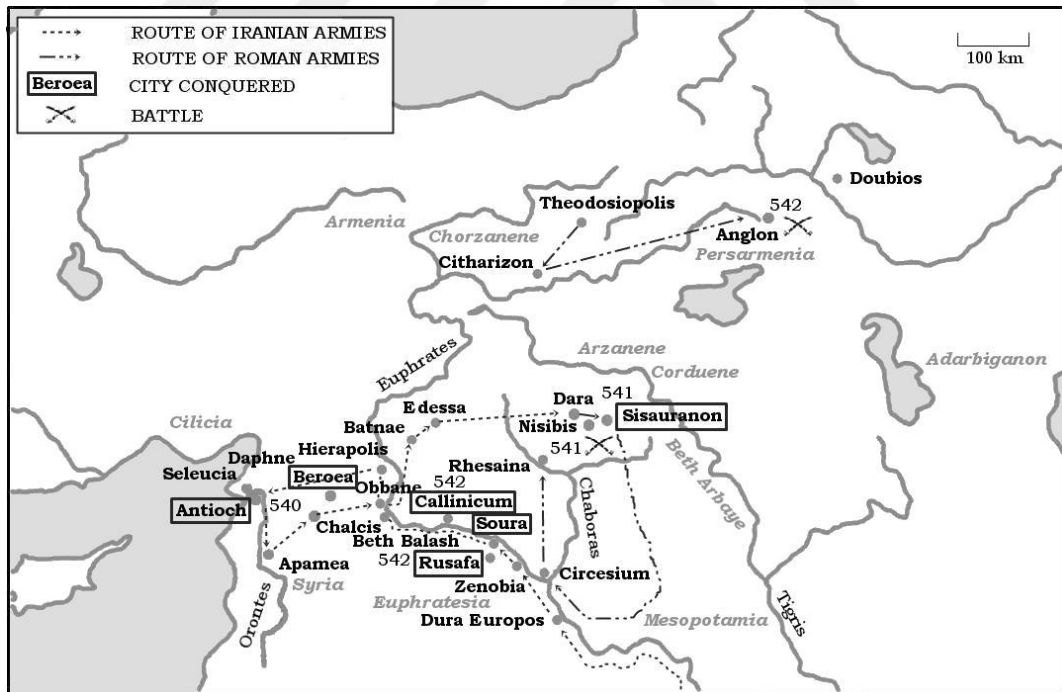 ROUTE OF IRANIAN ARMIES
ROUTE OF ROMAN ARMIES
Beroea CITY CONQUERED
BATTLE
100 km
Doubios
Theodosiopolis
542
Armenia
Chorzanene
Anglon
Persarmenia
Citharizon
Euphrates
Arzanene
Adarbiganon
Corduene
541
Dara
Sisauranon
Edessa
Cilicia
Batnae
Nisibis
Hierapolis
541
Daphne
Seleucia
Beroea
Rhesaina
542
Obbane
Callinicum
Antioch
540
Chaboras
Beth Arbaye
Chalcis
Soura
Beth Balash
542
Rusafa
Apamea
Circesium
Syria
Zenobia
Euphratesia
Orontes
Dura Europos
Mesopotamia
Tigris